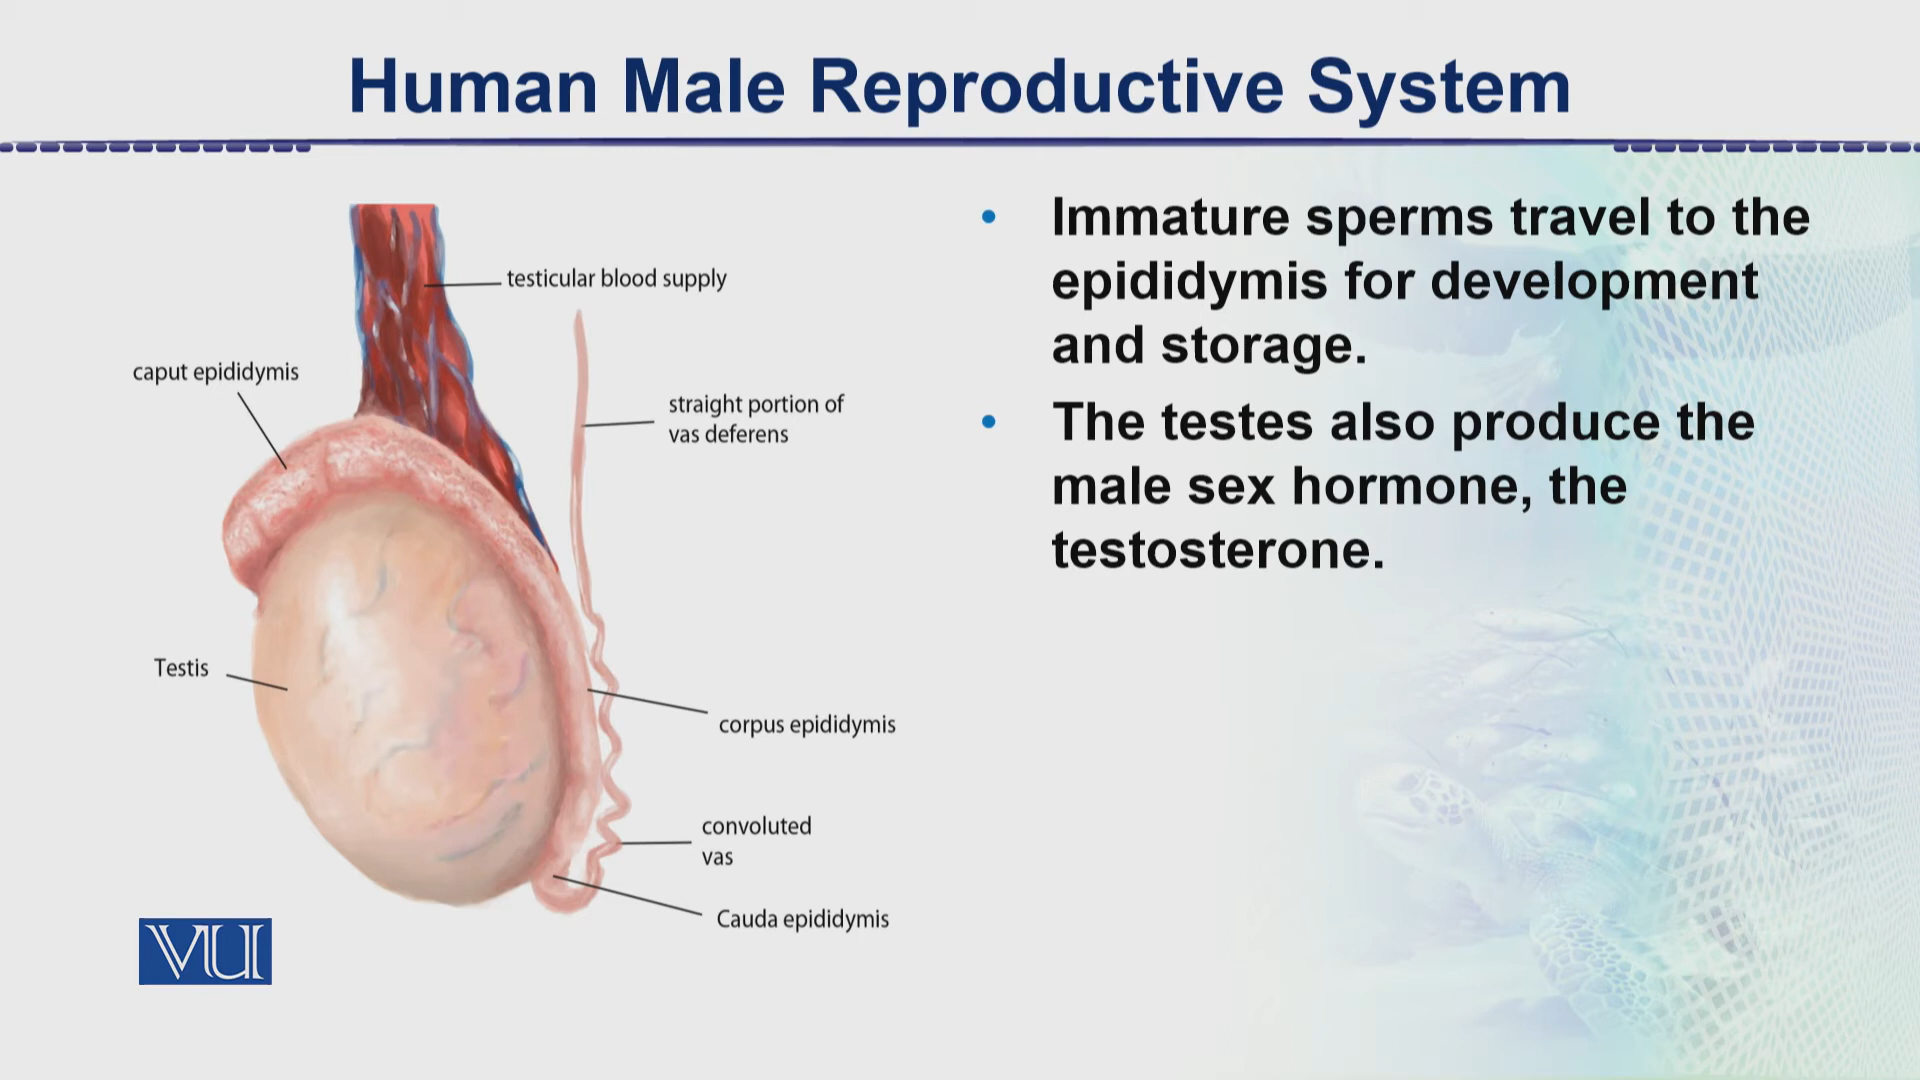 Human Male Reproductive System
testicular blood supply
caput epididymis
straight portion of
vas deferens
Testis
corpus epididymis
convoluted
vas
Cauda epididymis
VU
• Immature sperms travel to the
epididymis for development
and storage.
• The testes also produce the
male sex hormone, the
testosterone.